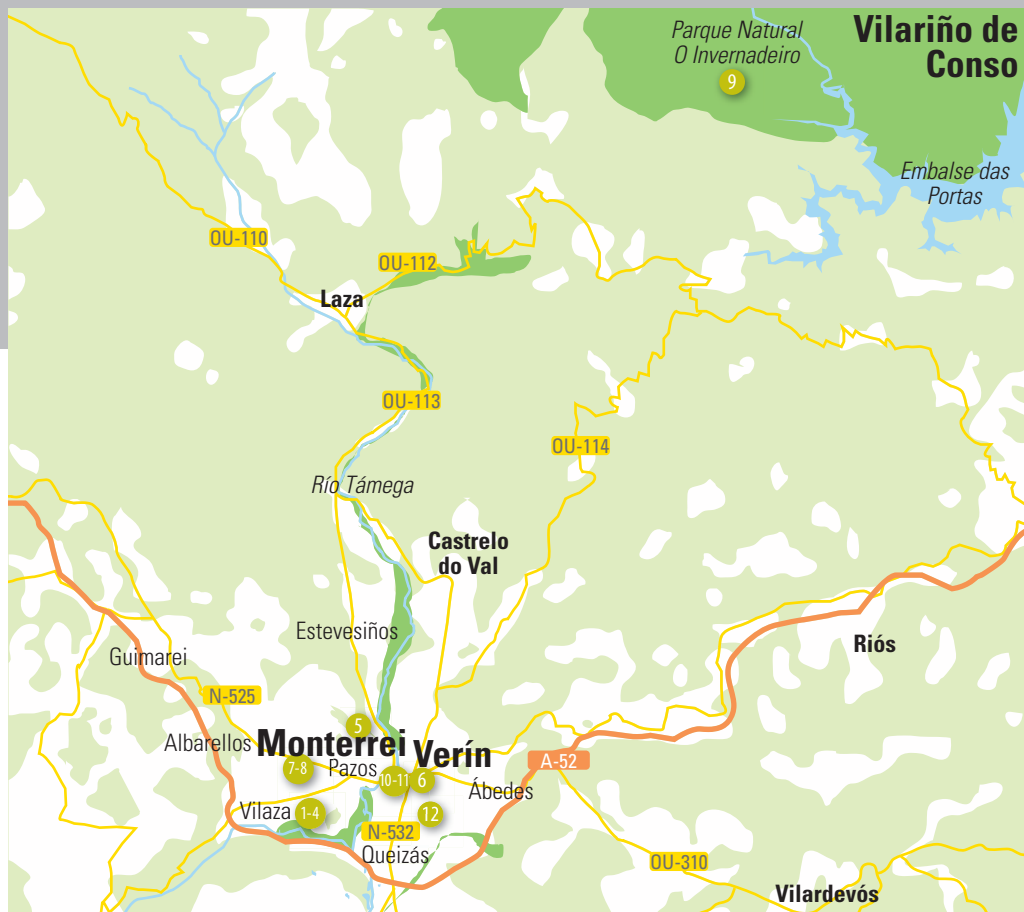 Parque Natural
O Invernadeiro
Vilariño de
Conso
9
Embalse das
Portas
OU-110
OU-112
Laza
OU-113
OU-114
Río Támega
Castrelo
do Val
Estevesiños
Riós
Guimarei
N-525
5
Albarellos
Monterrei
Verín
A-52
7-8
Pazos
10-11
6
Ábedes
Vilaza
1-4
12
N-532
Queizás
OU-310
Vilardevós